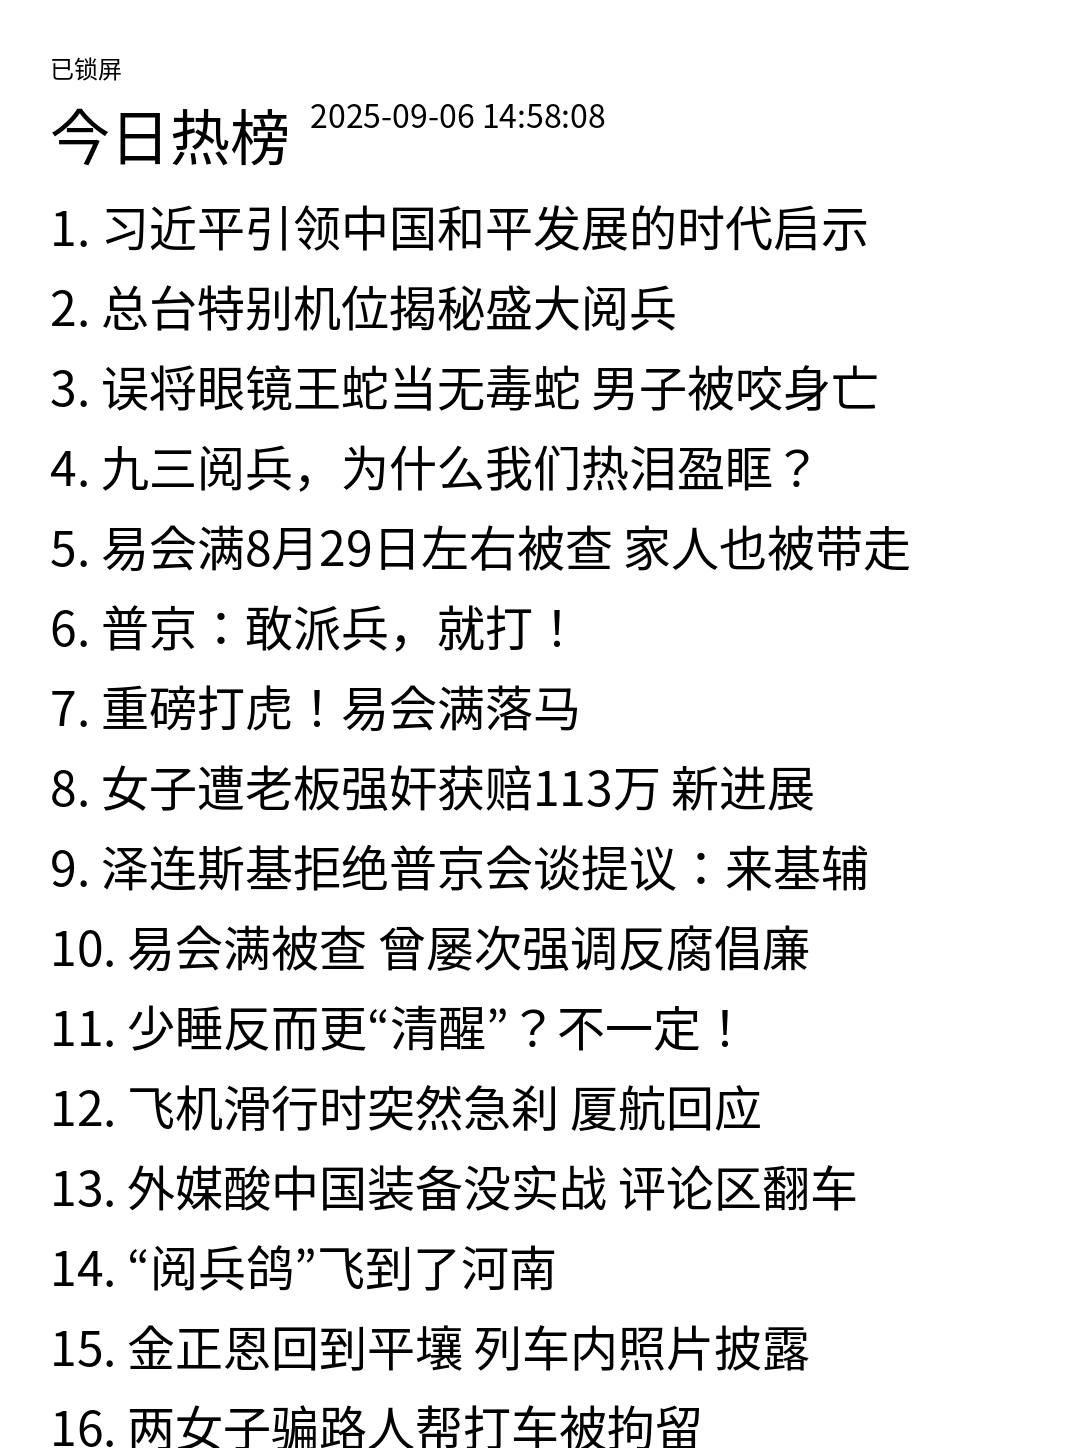 已锁屏
今日热榜 2025-09-06 14:58:08
1. 习近平引领中国和平发展的时代启示
2. 总台特别机位揭秘盛大阅兵
3. 误将眼镜王蛇当无毒蛇 男子被咬身亡
4. 九三阅兵，为什么我们热泪盈眶？
5. 易会满8月29日左右被查 家人也被带走
6. 普京：敢派兵，就打！
7. 重磅打虎！易会满落马
8. 女子遭老板强奸获赔113万 新进展
9. 泽连斯基拒绝普京会谈提议：来基辅
10. 易会满被查 曾屡次强调反腐倡廉
11. 少睡反而更“清醒”？不一定！
12. 飞机滑行时突然急刹 厦航回应
13. 外媒酸中国装备没实战 评论区翻车
14. “阅兵鸽”飞到了河南
15. 金正恩回到平壤 列车内照片披露
16. 两女子骗路人帮打车被拘留